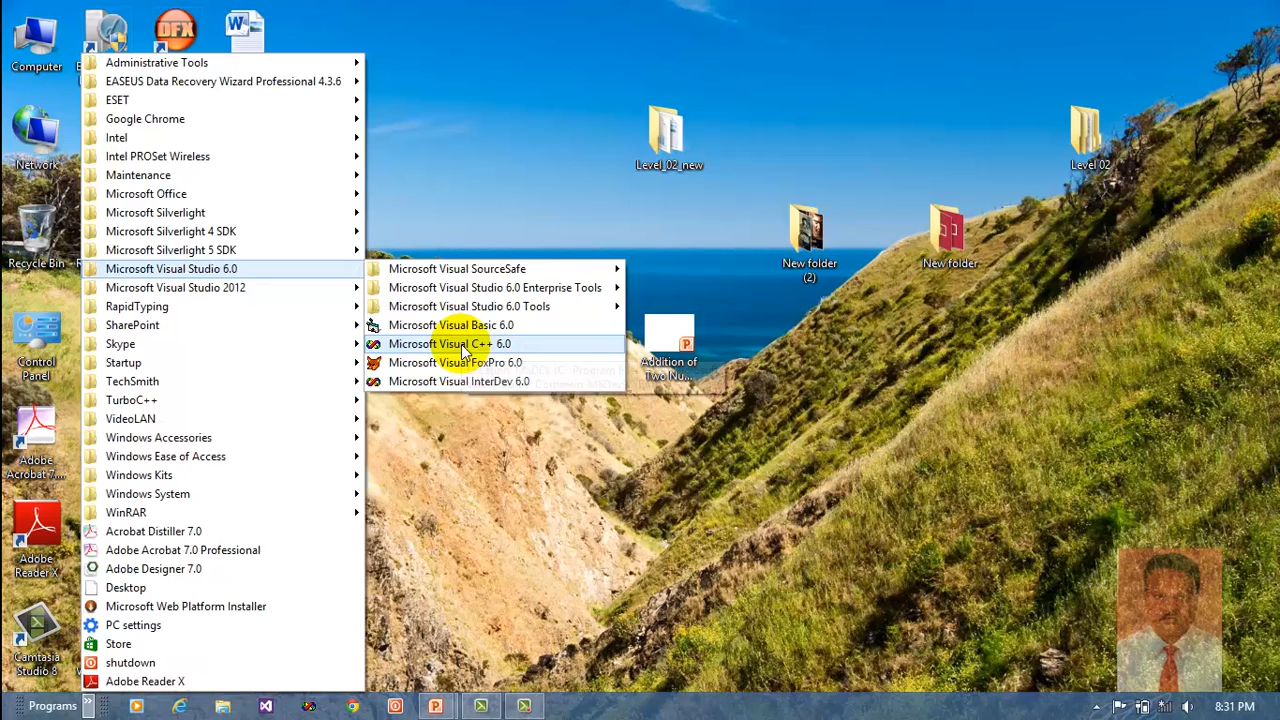 Computer
DFX
W
Network
Recycle Bin
Control
Panel
Adobe
Acrobat 7....
Adobe
Reader X
Camtasia
Studio 8
Administrative Tools
EASEUS Data Recovery Wizard Professional 4.3.6
ESET
Google Chrome
Intel
Intel PROSet Wireless
Maintenance
Microsoft Office
Microsoft Silverlight
Microsoft Silverlight 4 SDK
Microsoft Silverlight 5 SDK
Microsoft Visual Studio 6.0
Microsoft Visual Studio 2012
RapidTyping
SharePoint
Skype
Startup
TechSmith
TurboC++
VideoLAN
Windows Accessories
Windows Ease of Access
Windows Kits
Windows System
WinRAR
Acrobat Distiller 7.0
Adobe Acrobat 7.0 Professional
Adobe Designer 7.0
Desktop
Microsoft Web Platform Installer
PC settings
Store
shutdown
Adobe Reader X
Microsoft Visual SourceSafe
Microsoft Visual Studio 6.0 Enterprise Tools
Microsoft Visual Studio 6.0 Tools
Microsoft Visual Basic 6.0
Microsoft Visual C++ 6.0
Microsoft Visual FoxPro 6.0
Microsoft Visual InterDev 6.0
Level_02_new
Level 02
New folder
(2)
New folder
Addition of
Two Nu...
Programs
8:31 PM